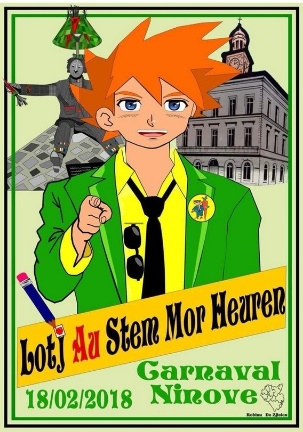 Lotj Au Stem Mor Heuren
Carnaval
Ninove
18/02/2018